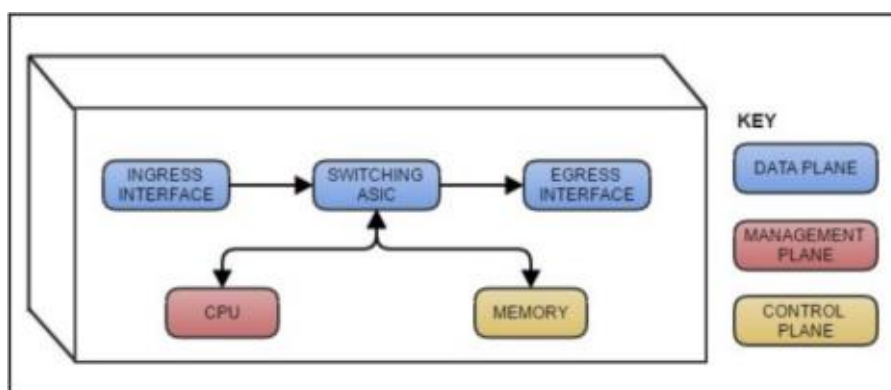 KEY
INGRESS
INTERFACE
SWITCHING
ASIC
EGRESS
INTERFACE
DATA PLANE
MANAGEMENT
PLANE
CPU
MEMORY
CONTROL
PLANE